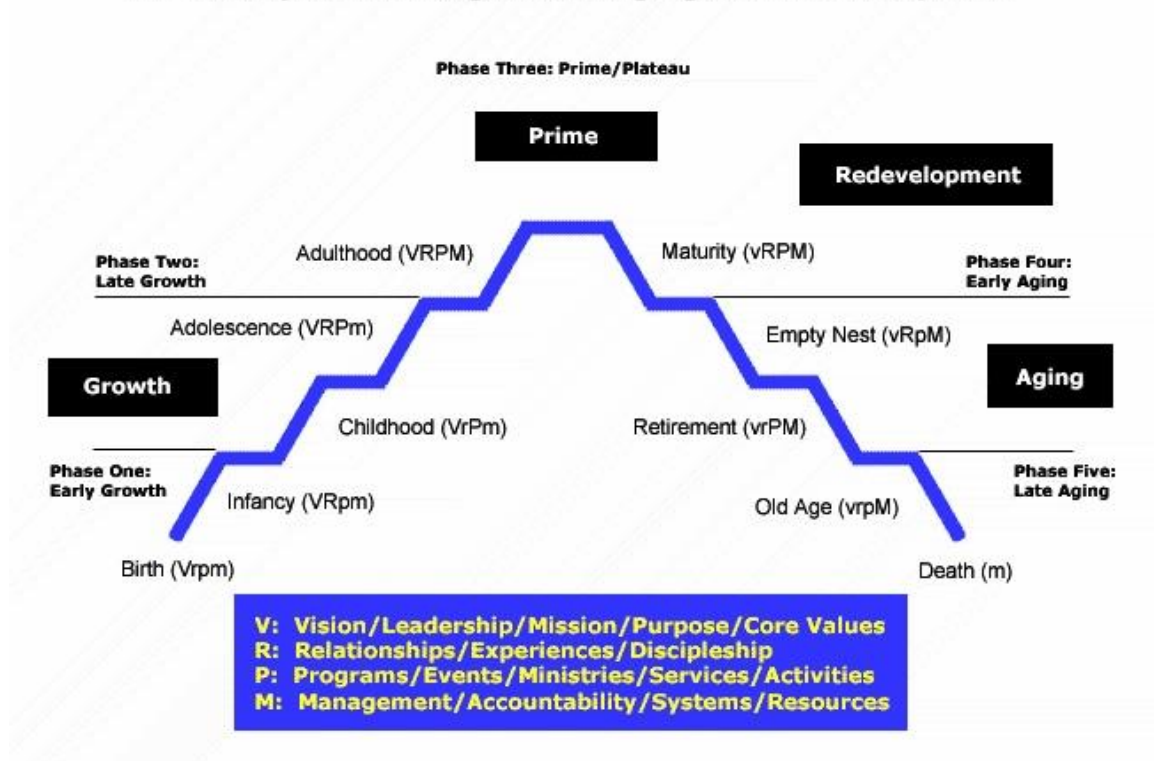 Phase Three: Prime/Plateau
Prime
Redevelopment
Adulthood (VRPM)
Maturity (vRPM)
Phase Two:
Late Growth
Phase Four:
Early Aging
Adolescence (VRPm)
Empty Nest (vRpM)
Growth
Aging
Childhood (VrPm)
Retirement (vrPM)
Phase One:
Early Growth
Phase Five:
Late Aging
Infancy (VRpm)
Old Age (vrpM)
Birth (Vrpm)
Death (m)
V: Vision/Leadership/Mission/Purpose/Core Values
R: Relationships/Experiences/Discipleship
P: Programs/Events/Ministries/Services/Activities
M: Management/Accountability/Systems/Resources